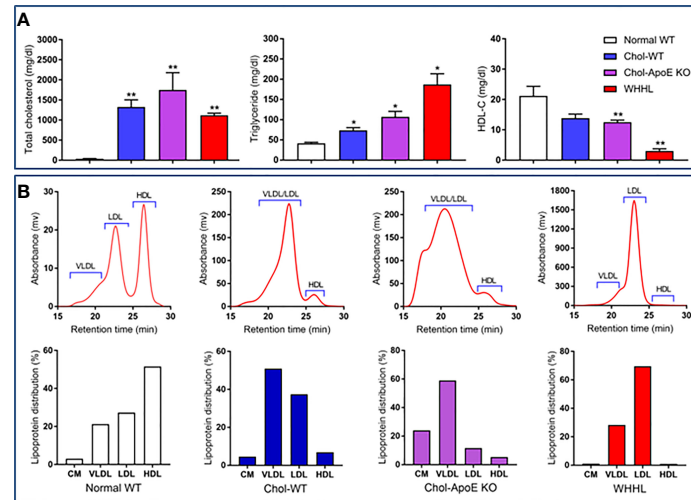 A
Total cholesterol (mg/dl)
3000
2500
2000
1500
1000
500
0
**
**
**
Triglyceride (mg/dl)
300
250
200
150
100
50
0
*
*
*
HDL-C (mg/dl)
40
30
20
10
0
**
**
Normal WT
Chol-WT
Chol-ApoE KO
WHHL
B
Absorbance (mv)
30
20
10
0
VLDL
LDL
HDL
15 20 25 30
Retention time (min)
Absorbance (mv)
250
200
150
100
50
0
VLDL/LDL
HDL
15 20 25 30
Retention time (min)
Absorbance (mv)
250
200
150
100
50
0
VLDL/LDL
HDL
15 20 25 30
Retention time (min)
Absorbance (mv)
1800
1500
1200
900
600
300
0
VLDL
LDL
HDL
15 20 25 30
Retention time (min)
Lipoprotein distribution (%)
60
40
20
0
CM VLDL LDL HDL
Normal WT
Lipoprotein distribution (%)
60
40
20
0
CM VLDL LDL HDL
Chol-WT
Lipoprotein distribution (%)
80
60
40
20
0
CM VLDL LDL HDL
Chol-ApoE KO
Lipoprotein distribution (%)
80
60
40
20
0
CM VLDL LDL HDL
WHHL